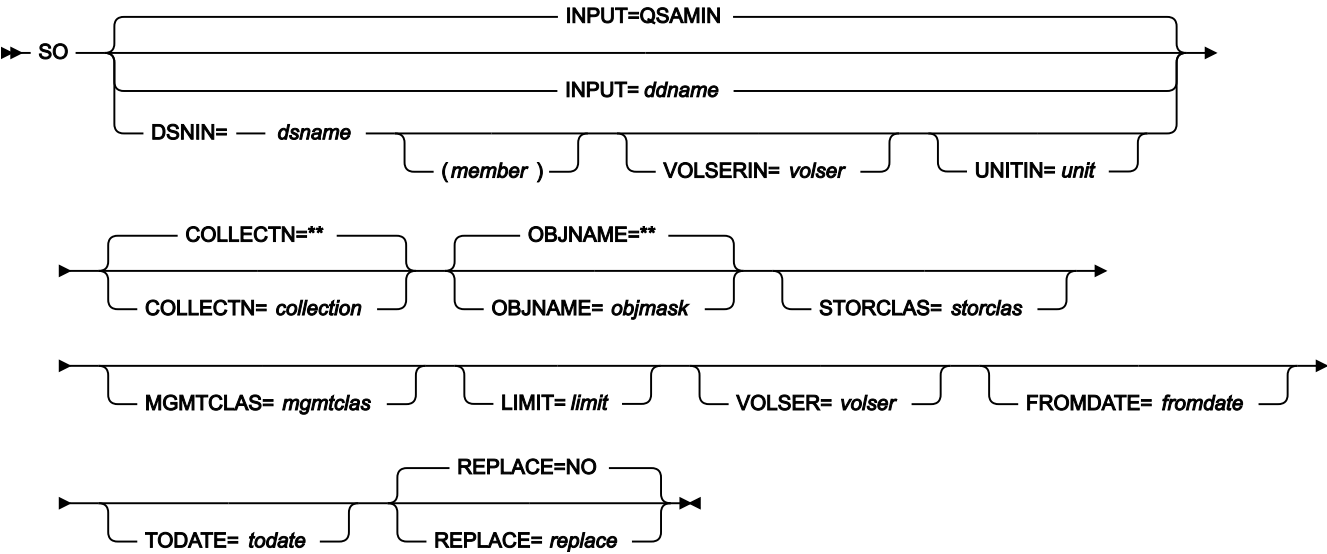 INPUT=QSAMIN
SO
INPUT= ddname
DSNIN= dsname
(member ) VOLSERIN= volser UNITIN= unit
COLLECTN=** OBJNAME=**
COLLECTN= collection OBJNAME= objmask STORCLAS= storclas
MGMTCLAS= mgmtclas LIMIT= limit VOLSER= volser FROMDATE= fromdate
REPLACE=NO
TODATE= todate REPLACE= replace